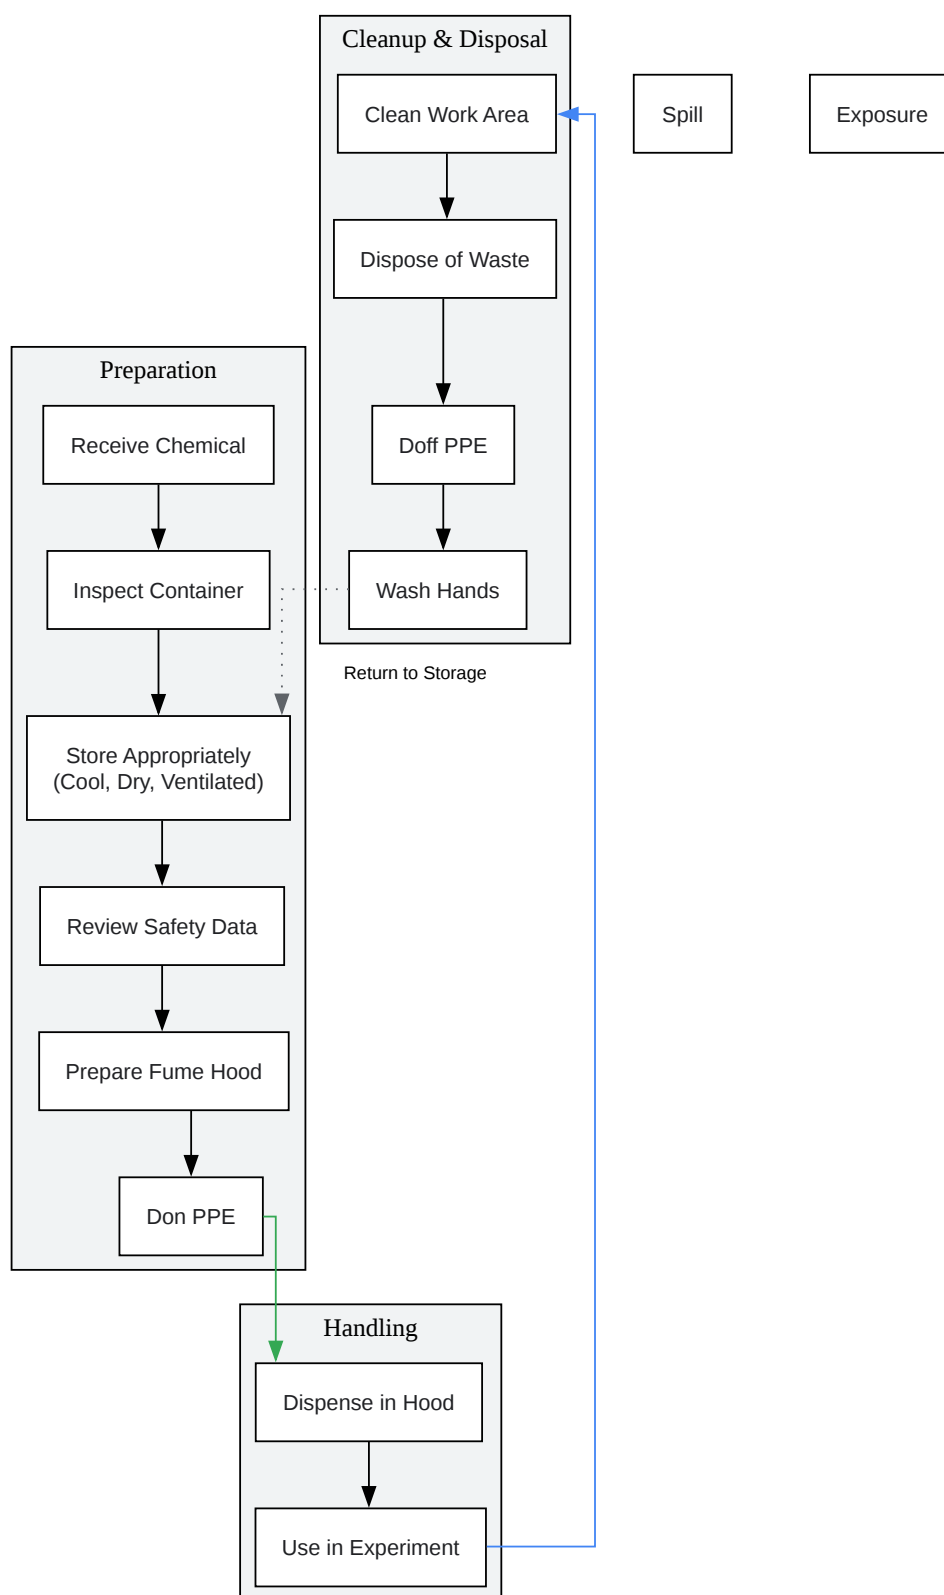 Cleanup & Disposal
Clean Work Area
Spill
Exposure
Dispose of Waste
Doff PPE
Wash Hands
Return to Storage
Preparation
Receive Chemical
Inspect Container
Store Appropriately
(Cool, Dry, Ventilated)
Review Safety Data
Prepare Fume Hood
Don PPE
Handling
Dispense in Hood
Use in Experiment